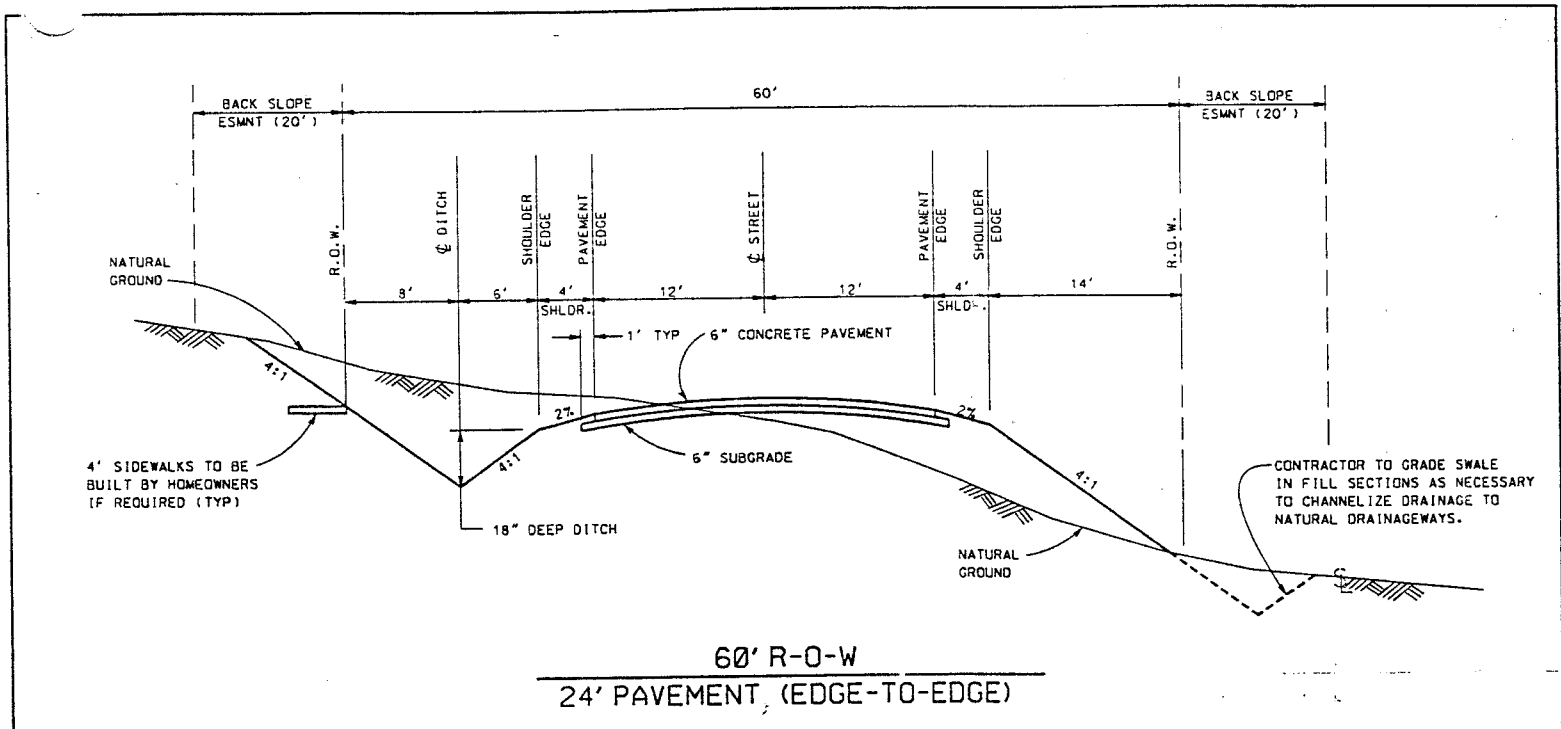 60'
BACK SLOPE
ESMNT (20')
BACK SLOPE
ESMNT (20')
R.O.W.
℄ DITCH
SHOULDER
EDGE
PAVEMENT
EDGE
℄ STREET
PAVEMENT
EDGE
SHOULDER
EDGE
R.O.W.
NATURAL
GROUND
8'
6'
4'
SHLDR.
12'
12'
4'
SHLD
14'
1' TYP
6" CONCRETE PAVEMENT
4:1
2%
2%
4:1
4:1
6" SUBGRADE
4' SIDEWALKS TO BE
BUILT BY HOMEOWNERS
IF REQUIRED (TYP)
18" DEEP DITCH
CONTRACTOR TO GRADE SWALE
IN FILL SECTIONS AS NECESSARY
TO CHANNELIZE DRAINAGE TO
NATURAL DRAINAGEWAYS.
NATURAL
GROUND
60' R-O-W
24' PAVEMENT (EDGE-TO-EDGE)